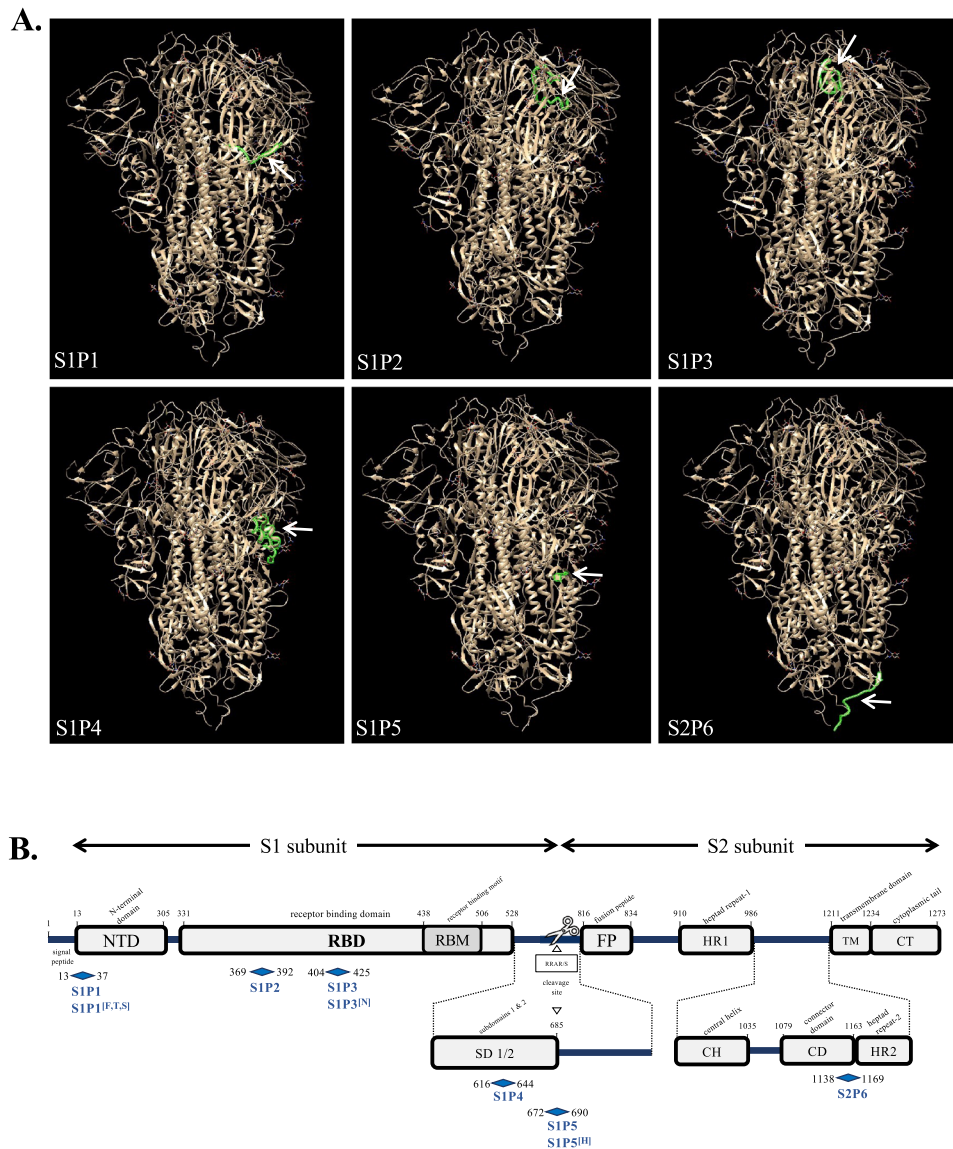 A.
S1P1
S1P2
S1P3
S1P4
S1P5
S2P6
B.
S1 subunit
S2 subunit
13
N-terminal domain
305
331
receptor binding domain
438
receptor binding motif
506
528
816
fusion peptide
834
910
heptad repeat-1
986
1211
transmembrane domain
1234
cytoplasmic tail
1273
signal peptide
NTD
RBD
RBM
FP
HR1
TM
CT
RRAR/S
cleavage site
13
37
S1P1
S1P1[F,T,S]
369
392
S1P2
404
425
S1P3
S1P3[N]
subdomains 1 & 2
685
SD 1/2
central helix
1035
1079
connector domain
1163
heptad repeat-2
CH
CD
HR2
616
644
S1P4
1138
1169
S2P6
672
690
S1P5
S1P5[H]